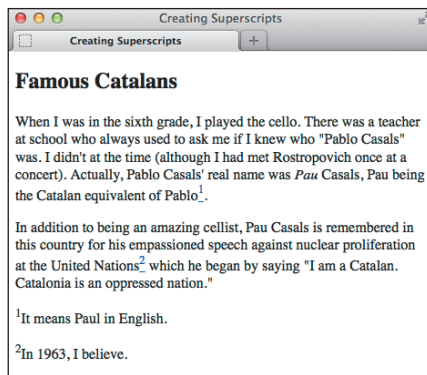 Creating Superscripts
Creating Superscripts
Famous Catalans
When I was in the sixth grade, I played the cello. There was a teacher
at school who always used to ask me if I knew who "Pablo Casals"
was. I didn't at the time (although I had met Rostropovich once at a
concert). Actually, Pablo Casals' real name was Pau Casals, Pau being
the Catalan equivalent of Pablo¹.
In addition to being an amazing cellist, Pau Casals is remembered in
this country for his empassioned speech against nuclear proliferation
at the United Nations² which he began by saying "I am a Catalan.
Catalonia is an oppressed nation."
¹It means Paul in English.
²In 1963, I believe.